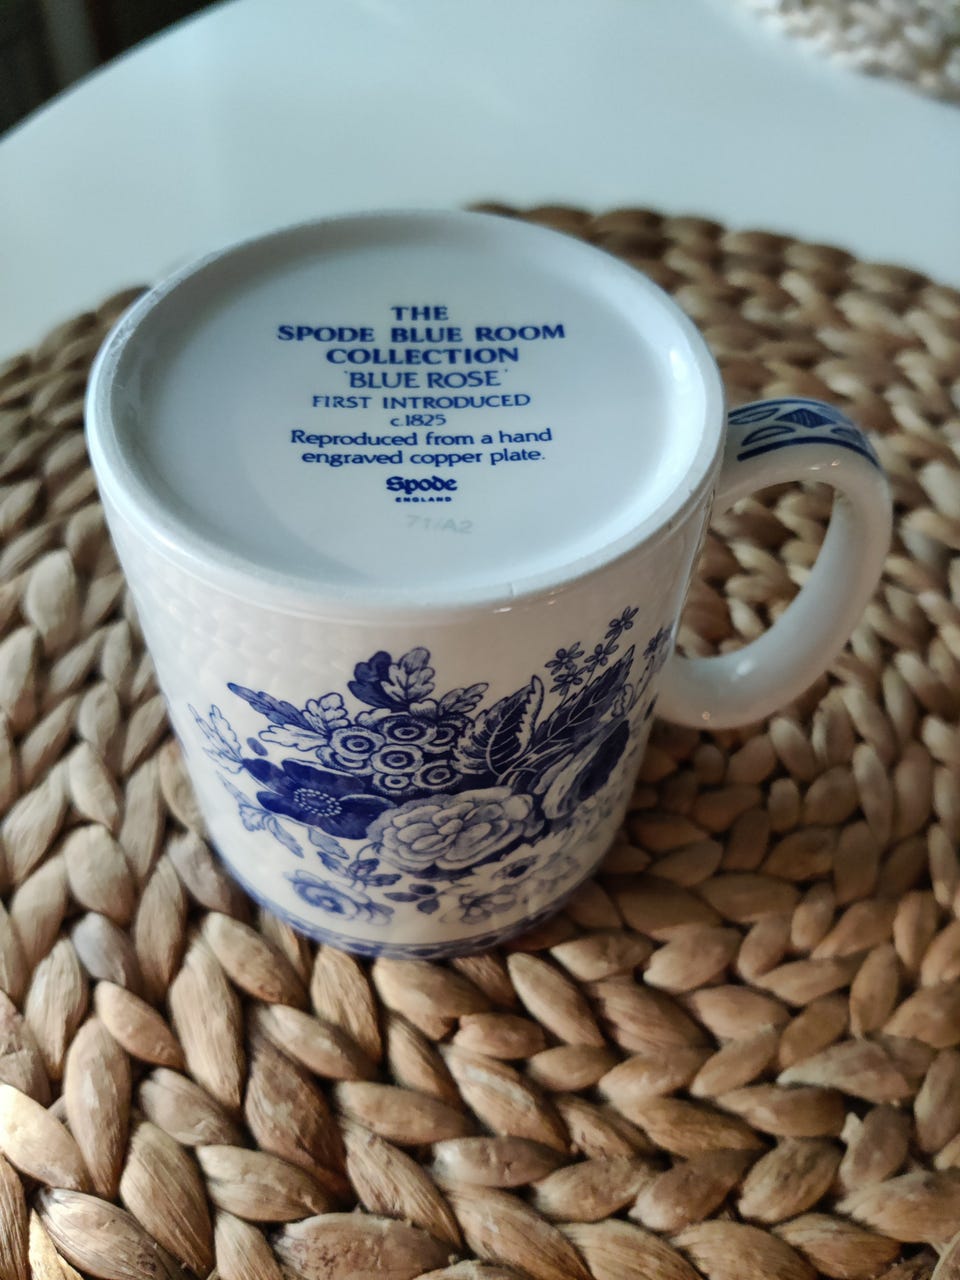 THE
SPODE BLUE ROOM
COLLECTION
'BLUE ROSE'
FIRST INTRODUCED
c.1825
Reproduced from a hand
engraved copper plate.
Spode
ENGLAND
71/A2